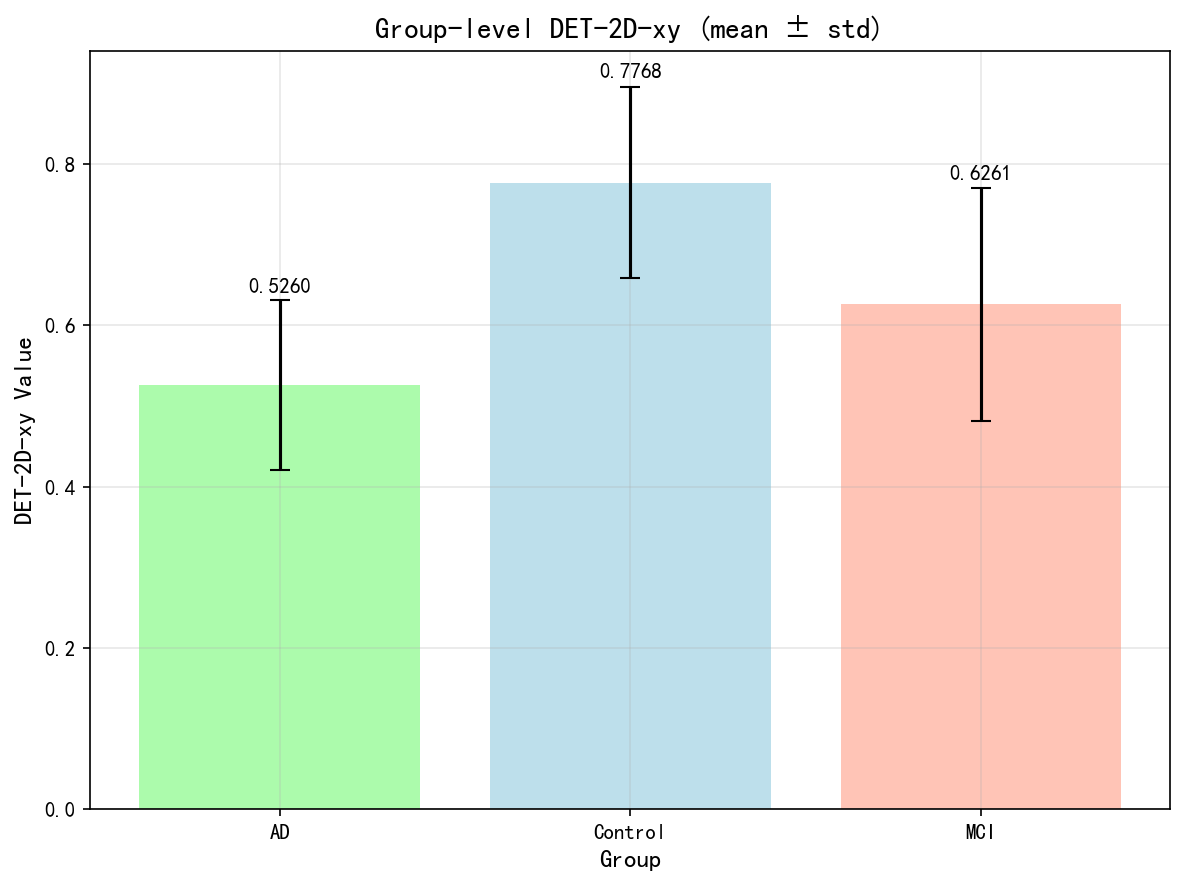 Group-level DET-2D-xy (mean ± std)
0.7768
0.6261
0.5260
0.8
0.6
0.4
0.2
0.0
DET-2D-xy Value
AD
Control
MCI
Group